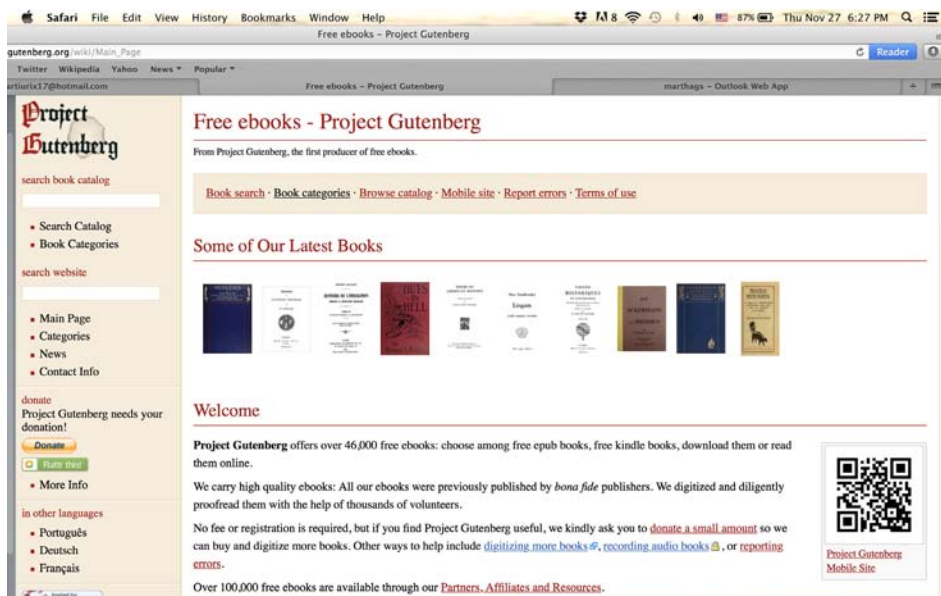 Safari File Edit View History Bookmarks Window Help 8 87% Thu Nov 27 6:27 PM
Free ebooks – Project Gutenberg
gutenberg.org/wiki/Main_Page Reader
Twitter Wikipedia Yahoo News Popular
artiurix17@hotmail.com Free ebooks – Project Gutenberg marthags – Outlook Web App +
Project
Gutenberg
search book catalog
Search Catalog
Book Categories
search website
Main Page
Categories
News
Contact Info
donate
Project Gutenberg needs your
donation!
Donate
Flattr this!
More Info
in other languages
Português
Deutsch
Français
Free ebooks - Project Gutenberg
From Project Gutenberg, the first producer of free ebooks.
Book search · Book categories · Browse catalog · Mobile site · Report errors · Terms of use
Some of Our Latest Books
HELL
Lingam
Welcome
Project Gutenberg offers over 46,000 free ebooks: choose among free epub books, free kindle books, download them or read
them online.
We carry high quality ebooks: All our ebooks were previously published by bona fide publishers. We digitized and diligently
proofread them with the help of thousands of volunteers.
No fee or registration is required, but if you find Project Gutenberg useful, we kindly ask you to donate a small amount so we
can buy and digitize more books. Other ways to help include digitizing more books, recording audio books, or reporting
errors.
Over 100,000 free ebooks are available through our Partners, Affiliates and Resources.
Project Gutenberg
Mobile Site